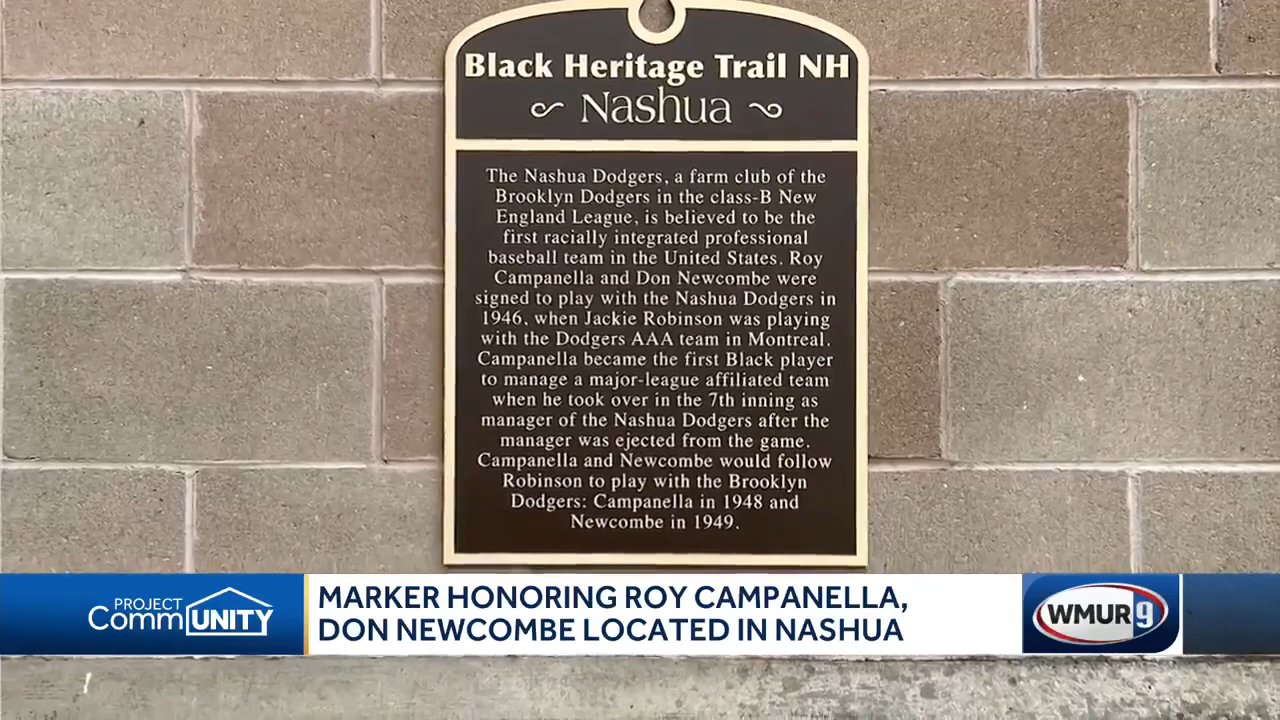 Black Heritage Trail NH
Nashua
The Nashua Dodgers, a farm club of the
Brooklyn Dodgers in the class-B New
England League, is believed to be the
first racially integrated professional
baseball team in the United States. Roy
Campanella and Don Newcombe were
signed to play with the Nashua Dodgers in
1946, when Jackie Robinson was playing
with the Dodgers AAA team in Montreal.
Campanella became the first Black player
to manage a major-league affiliated team
when he took over in the 7th inning as
manager of the Nashua Dodgers after the
manager was ejected from the game.
Campanella and Newcombe would follow
Robinson to play with the Brooklyn
Dodgers: Campanella in 1948 and
Newcombe in 1949.
PROJECT
CommUNITY
MARKER HONORING ROY CAMPANELLA,
DON NEWCOMBE LOCATED IN NASHUA
WMUR 9